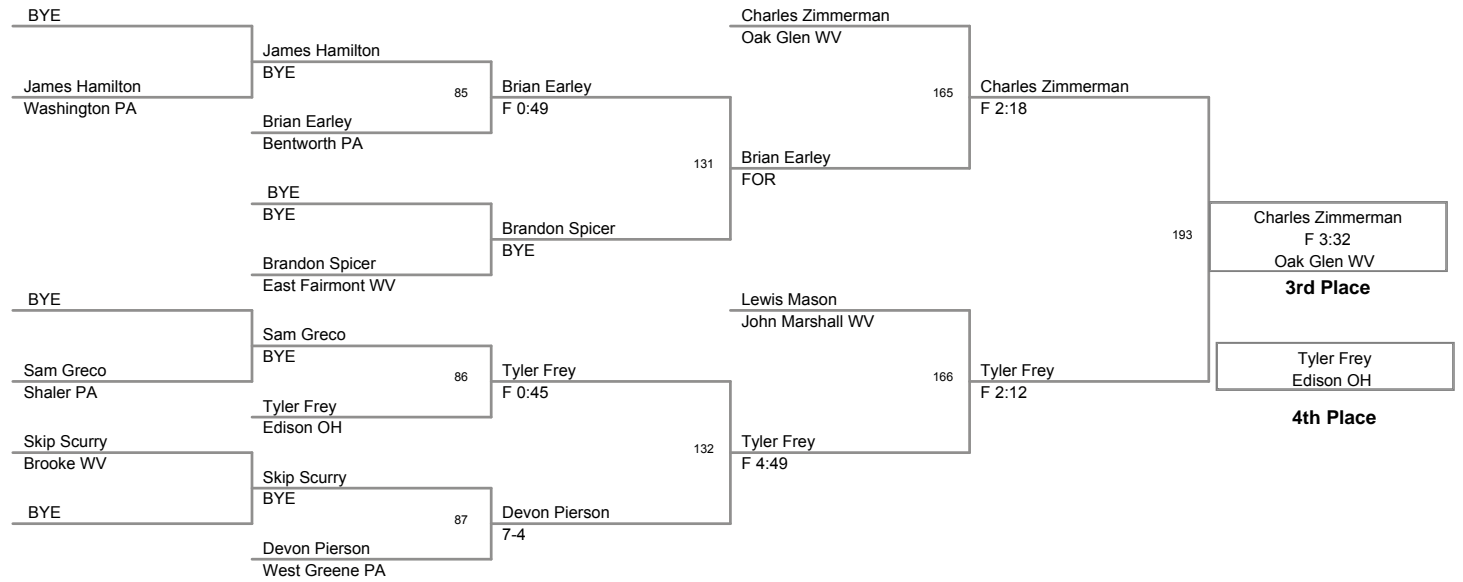 BYE
James Hamilton
Washington PA
BYE
Sam Greco
Shaler PA
Skip Scurry
Brooke WV
BYE
James Hamilton
BYE
85
Brian Earley
Bentworth PA
BYE
BYE
Brandon Spicer
East Fairmont WV
Sam Greco
BYE
86
Tyler Frey
Edison OH
Skip Scurry
BYE
87
Devon Pierson
West Greene PA
Brian Earley
F 0:49
131
Brandon Spicer
BYE
Tyler Frey
F 0:45
132
Devon Pierson
7-4
Charles Zimmerman
Oak Glen WV
165
Brian Earley
FOR
Lewis Mason
John Marshall WV
166
Tyler Frey
F 4:49
Charles Zimmerman
F 2:18
193
Tyler Frey
F 2:12
Charles Zimmerman
F 3:32
Oak Glen WV
3rd Place
Tyler Frey
Edison OH
4th Place